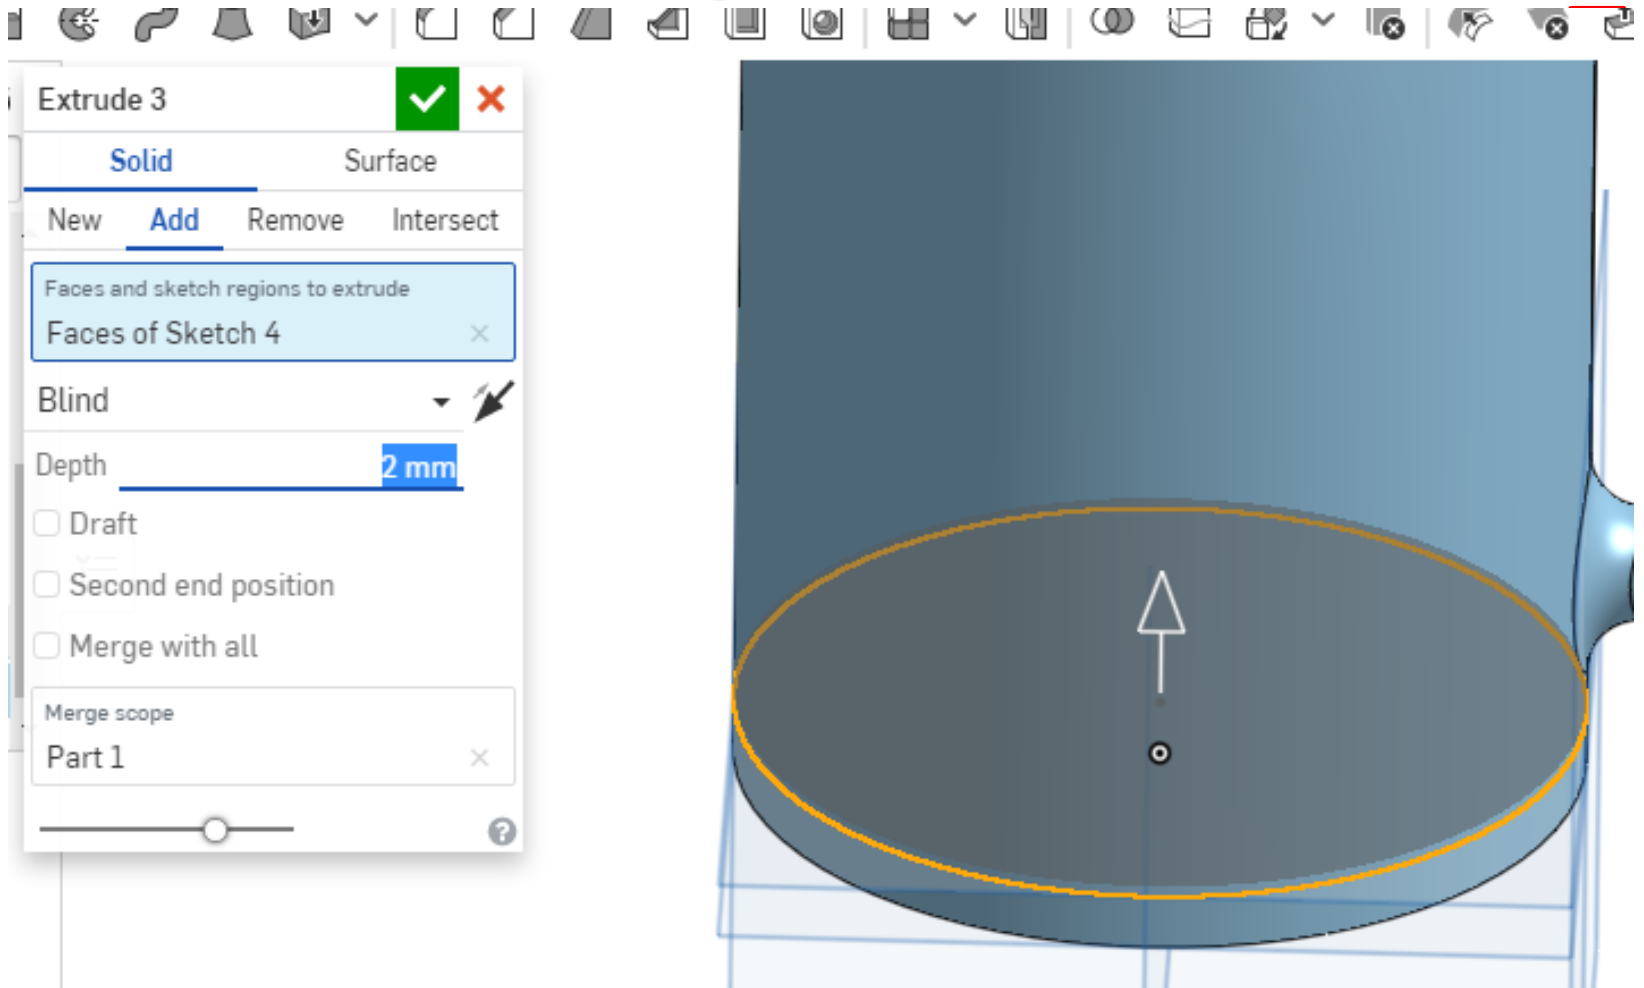 Extrude 3
Solid Surface
New Add Remove Intersect
Faces and sketch regions to extrude
Faces of Sketch 4
Blind
Depth 2 mm
Draft
Second end position
Merge with all
Merge scope
Part 1